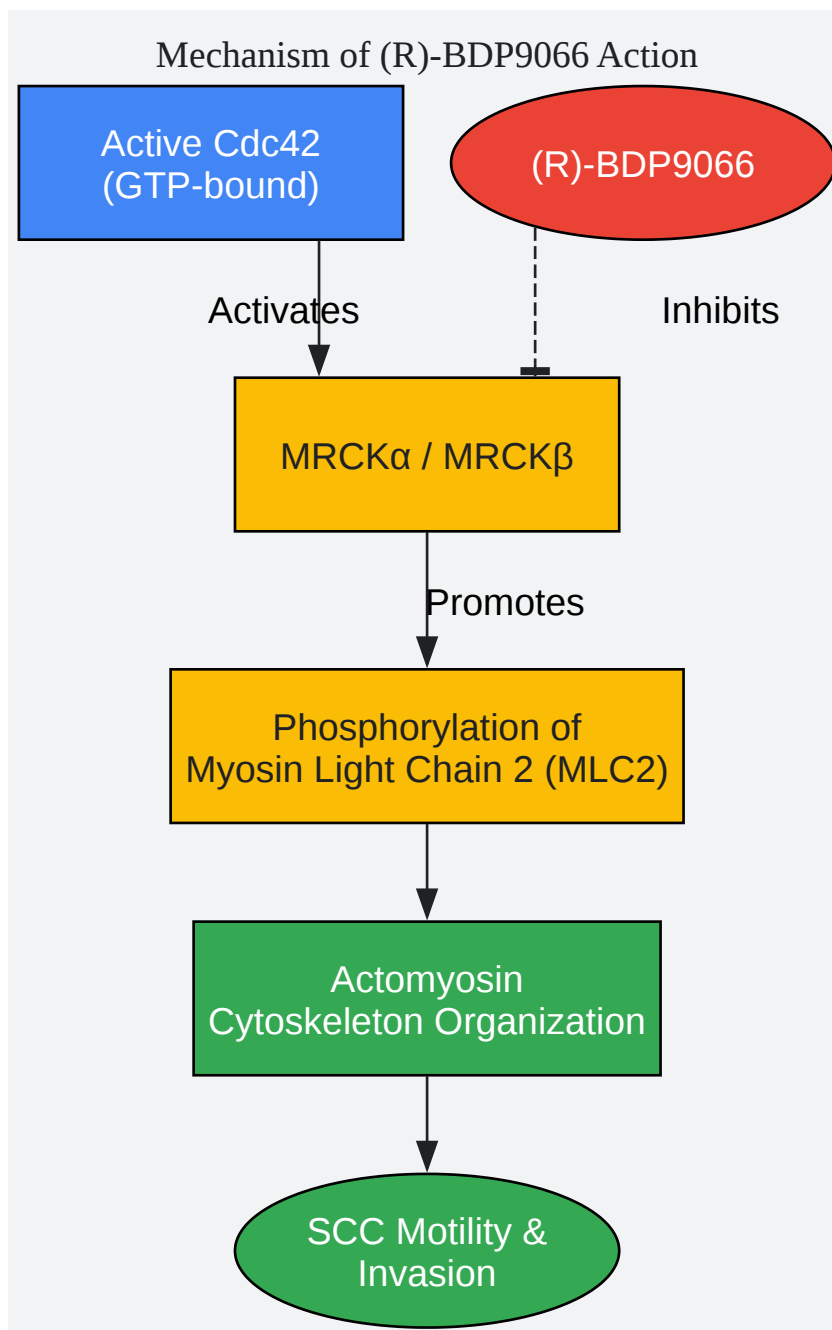 Mechanism of (R)-BDP9066 Action
Active Cdc42
(GTP-bound)
(R)-BDP9066
Activates
Inhibits
MRCKα / MRCKβ
Promotes
Phosphorylation of
Myosin Light Chain 2 (MLC2)
Actomyosin
Cytoskeleton Organization
SCC Motility &
Invasion